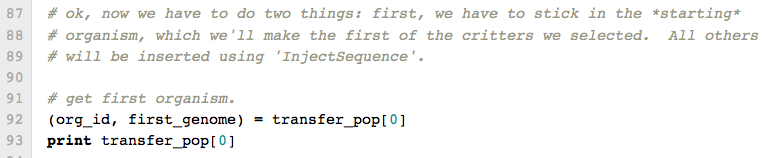 87 # ok, now we have to do two things: first, we have to stick in the *starting*
88 # organism, which we'll make the first of the critters we selected.  All others
89 # will be inserted using 'InjectSequence'.
90
91 # get first organism.
92 (org_id, first_genome) = transfer_pop[0]
93 print transfer_pop[0]